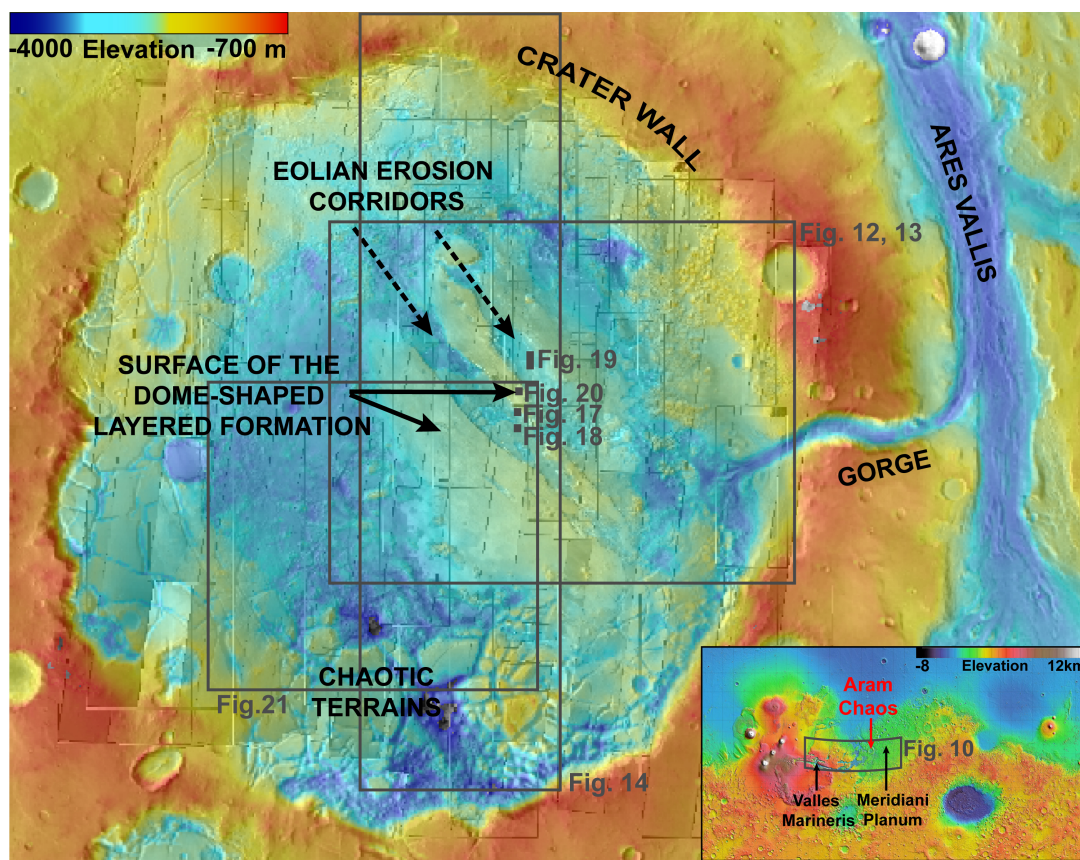 -4000 Elevation -700 m
CRATER WALL
ARES VALLIS
EOLIAN EROSION
CORRIDORS
Fig. 12, 13
SURFACE OF THE
DOME-SHAPED
LAYERED FORMATION
Fig. 19
Fig. 20
Fig. 17
Fig. 18
GORGE
CHAOTIC
TERRAINS
Fig.21
Fig. 14
-8 Elevation 12km
Aram
Chaos
Fig. 10
Valles
Marineris
Meridiani
Planum